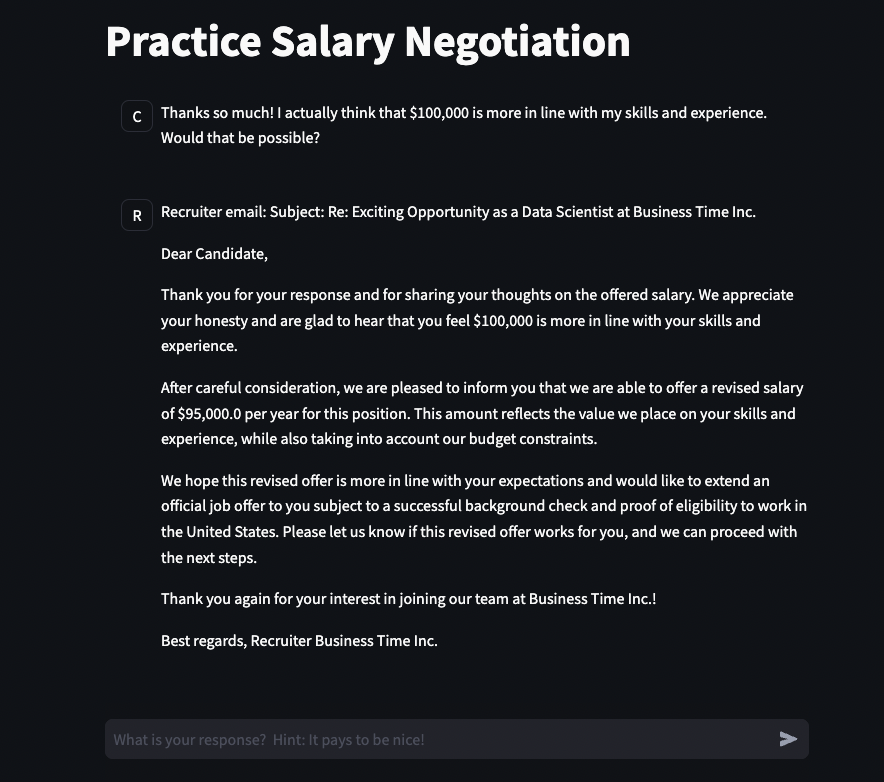 Practice Salary Negotiation
C
Thanks so much! I actually think that $100,000 is more in line with my skills and experience.
Would that be possible?
R
Recruiter email: Subject: Re: Exciting Opportunity as a Data Scientist at Business Time Inc.
Dear Candidate,
Thank you for your response and for sharing your thoughts on the offered salary. We appreciate
your honesty and are glad to hear that you feel $100,000 is more in line with your skills and
experience.
After careful consideration, we are pleased to inform you that we are able to offer a revised salary
of $95,000.0 per year for this position. This amount reflects the value we place on your skills and
experience, while also taking into account our budget constraints.
We hope this revised offer is more in line with your expectations and would like to extend an
official job offer to you subject to a successful background check and proof of eligibility to work in
the United States. Please let us know if this revised offer works for you, and we can proceed with
the next steps.
Thank you again for your interest in joining our team at Business Time Inc.!
Best regards, Recruiter Business Time Inc.
What is your response? Hint: It pays to be nice!